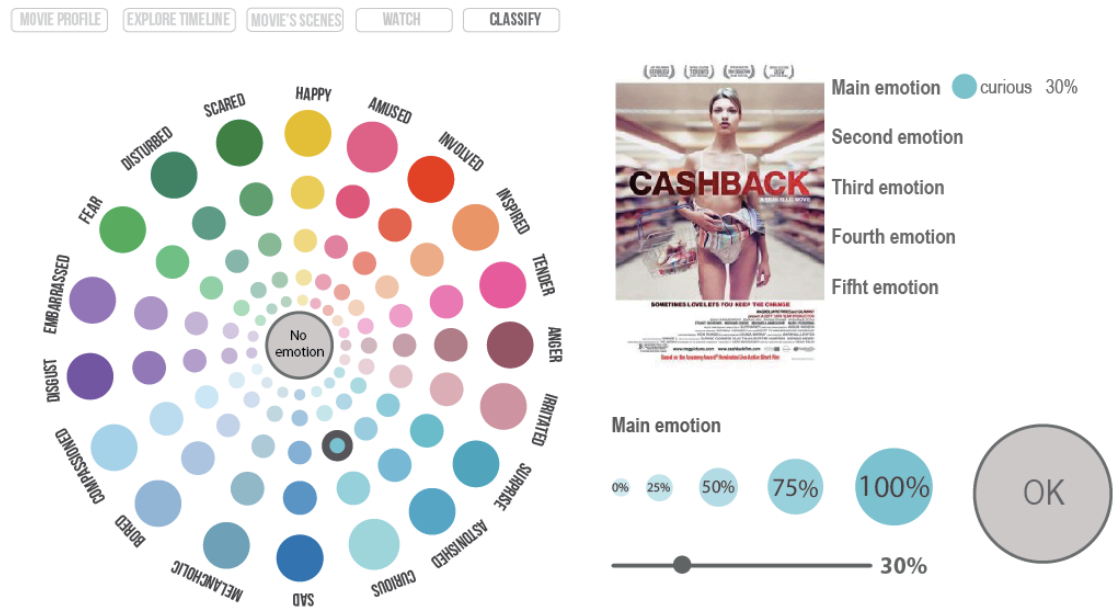 MOVIE PROFILE
EXPLORE TIMELINE
MOVIE'S SCENES
WATCH
CLASSIFY
HAPPY
AMUSED
INVOLVED
INSPIRED
TENDER
ANGER
IRRITATED
SURPRISE
ASTONISHED
CURIOUS
SAD
MELANCHOLIC
BORED
COMPASSIONED
DISGUST
EMBARRASSED
FEAR
DISTURBED
SCARED
No
emotion
CASHBACK
SOMETIMES LOVE LETS YOU KEEP THE CHANGE
Main emotion curious 30%
Second emotion
Third emotion
Fourth emotion
Fifht emotion
Main emotion
0% 25% 50% 75% 100%
30%
OK